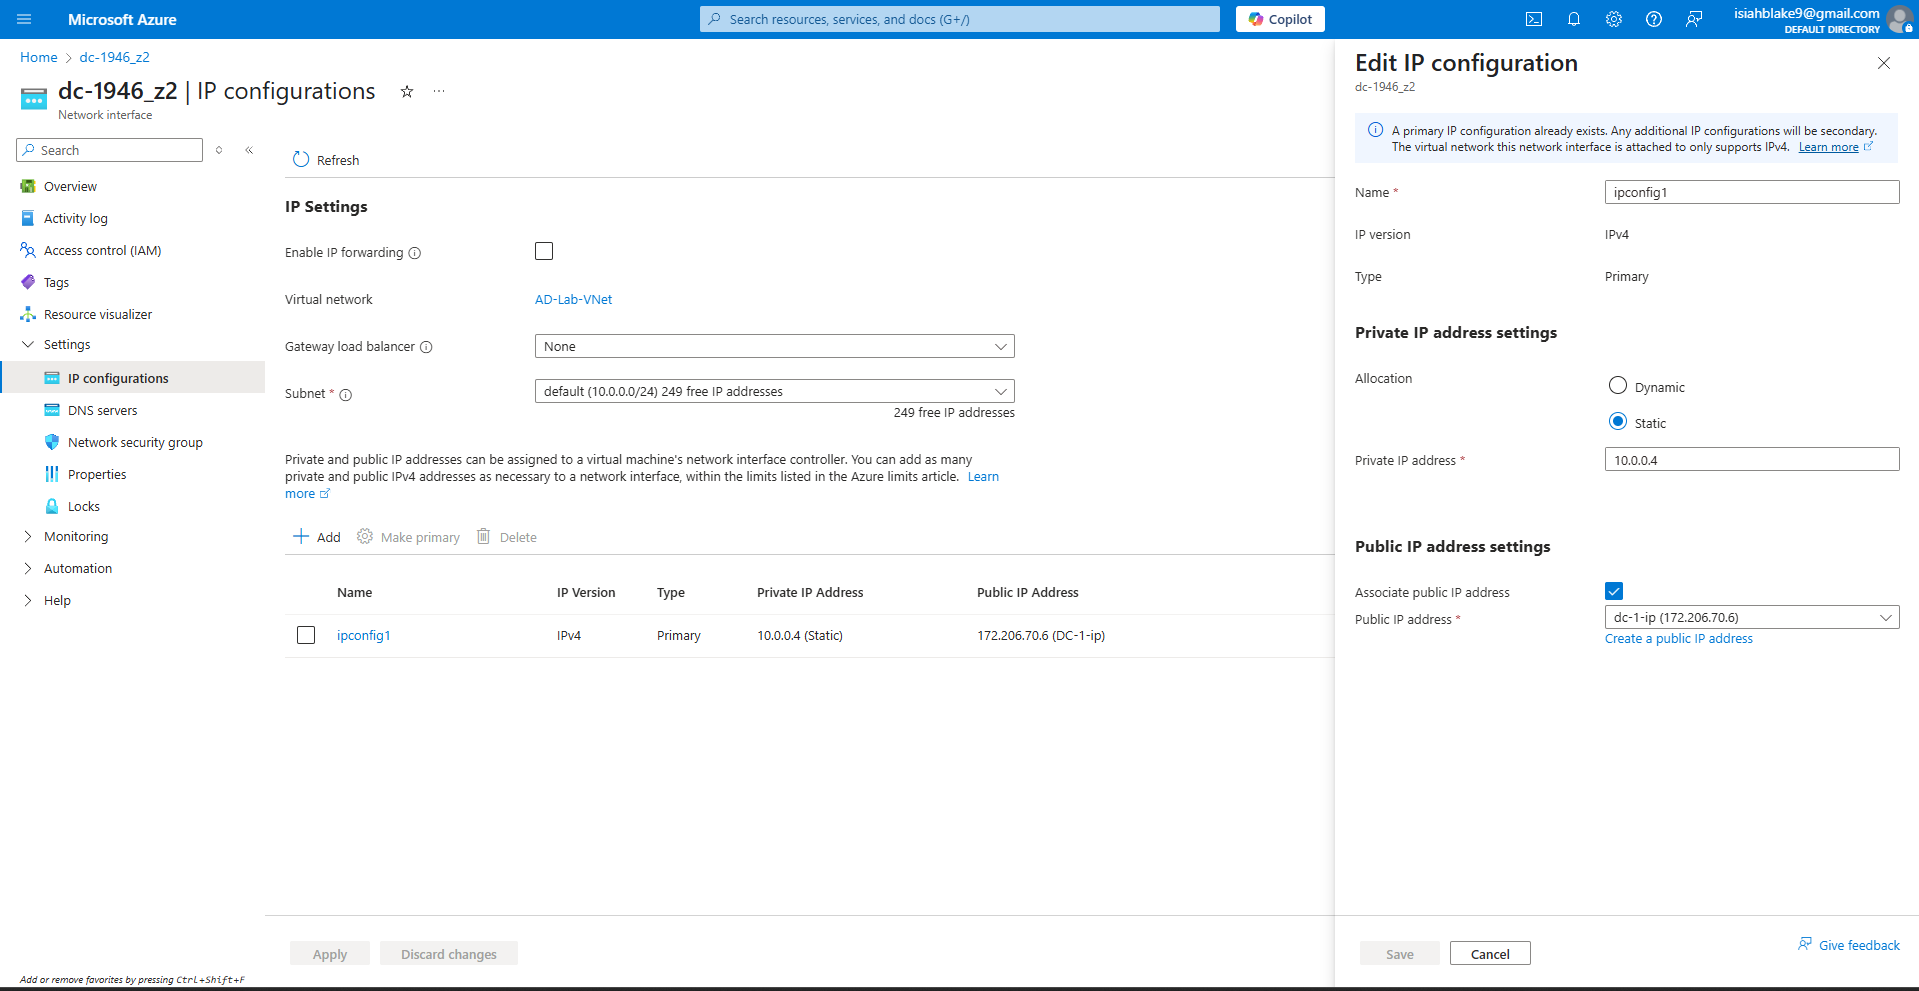 Microsoft Azure
Search resources, services, and docs (G+/)
Copilot
isiahblake9@gmail.com
DEFAULT DIRECTORY
Home > dc-1946_z2
dc-1946_z2 | IP configurations
Network interface
Search
Overview
Activity log
Access control (IAM)
Tags
Resource visualizer
Settings
IP configurations
DNS servers
Network security group
Properties
Locks
Monitoring
Automation
Help
Add or remove favorites by pressing Ctrl+Shift+F
Refresh
IP Settings
Enable IP forwarding
Virtual network
AD-Lab-VNet
Gateway load balancer
None
Subnet *
default (10.0.0.0/24) 249 free IP addresses
249 free IP addresses
Private and public IP addresses can be assigned to a virtual machine's network interface controller. You can add as many
private and public IPv4 addresses as necessary to a network interface, within the limits listed in the Azure limits article. Learn
more
Add
Make primary
Delete
Name IP Version Type Private IP Address Public IP Address
ipconfig1 IPv4 Primary 10.0.0.4 (Static) 172.206.70.6 (DC-1-ip)
Apply
Discard changes
Edit IP configuration
dc-1946_z2
A primary IP configuration already exists. Any additional IP configurations will be secondary.
The virtual network this network interface is attached to only supports IPv4. Learn more
Name *
ipconfig1
IP version
IPv4
Type
Primary
Private IP address settings
Allocation
Dynamic
Static
Private IP address *
10.0.0.4
Public IP address settings
Associate public IP address
Public IP address *
dc-1-ip (172.206.70.6)
Create a public IP address
Save
Cancel
Give feedback